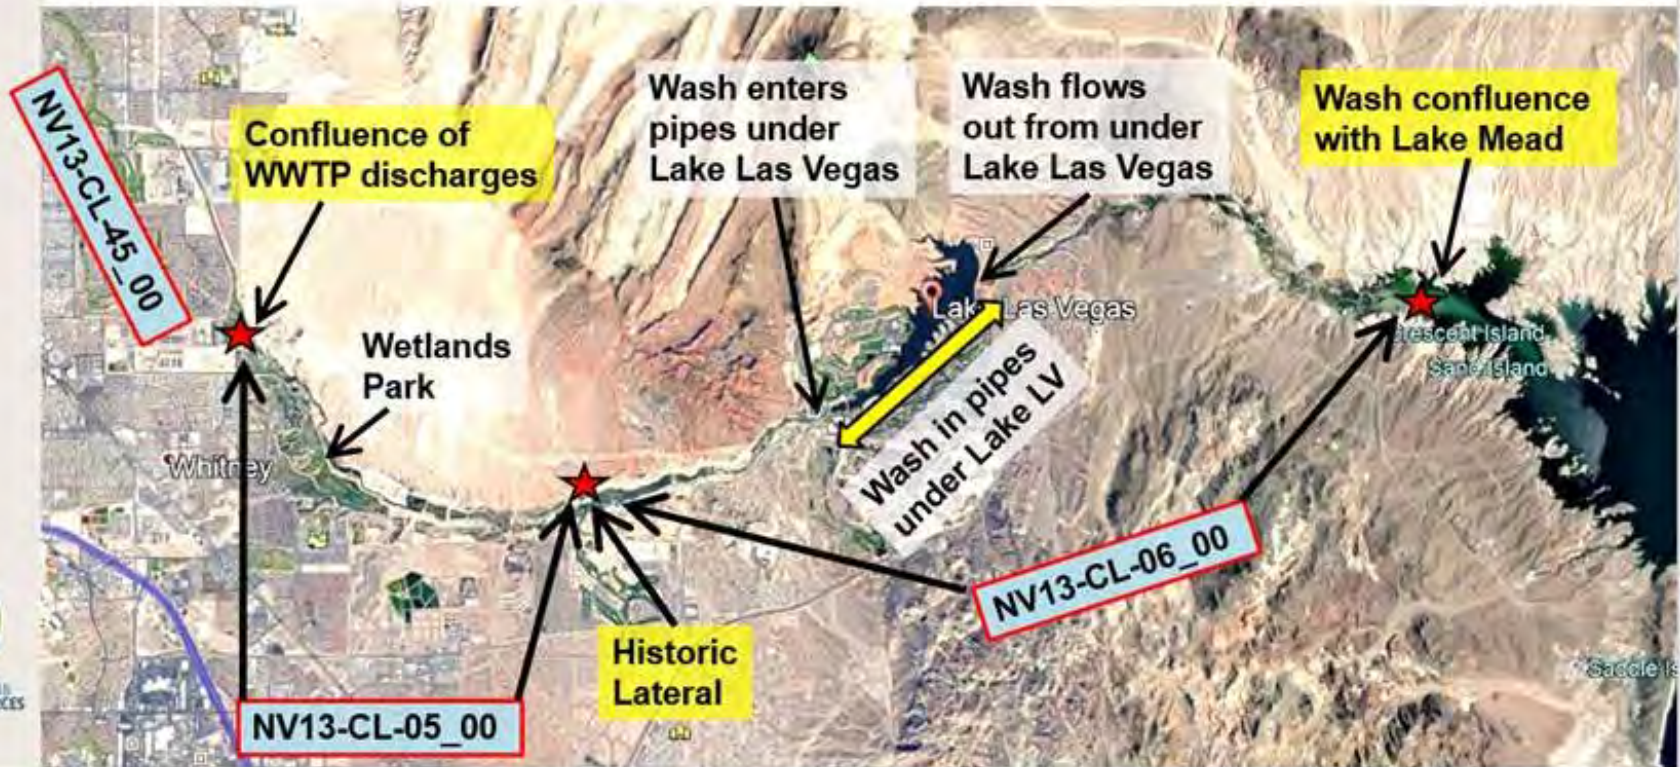 NV13-CL-45_00
Confluence of
WWTP discharges
Wash enters
pipes under
Lake Las Vegas
Wash flows
out from under
Lake Las Vegas
Wash confluence
with Lake Mead
Wetlands
Park
Whitney
Las Vegas
Wash in pipes
under Lake LV
Island
Sand Island
NV13-CL-06_00
Historic
Lateral
NV13-CL-05_00